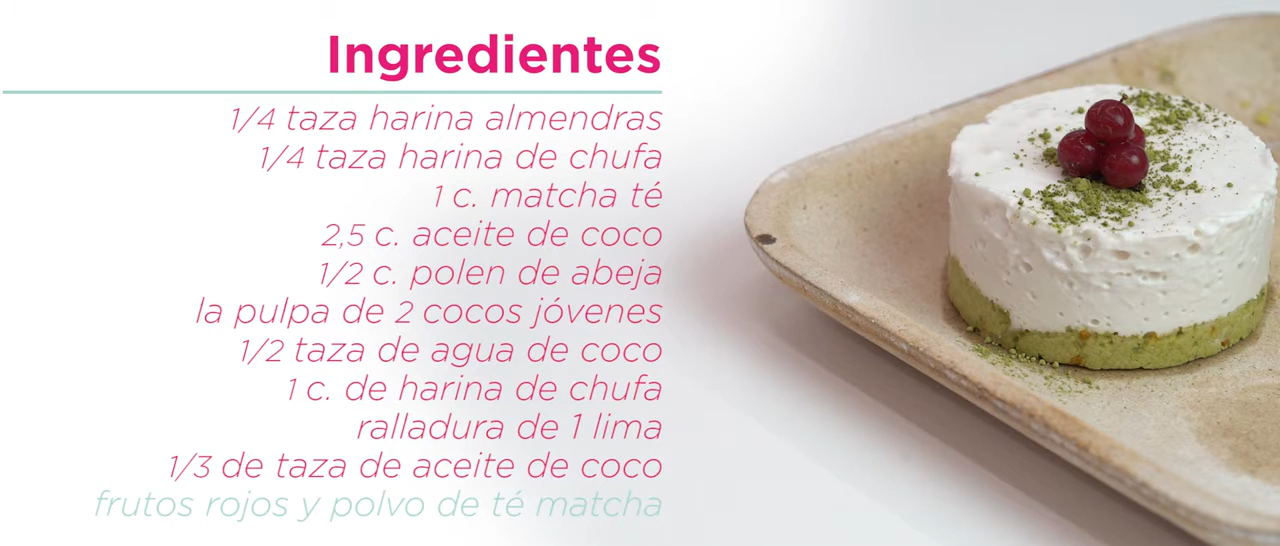 Ingredientes
1/4 taza harina almendras
1/4 taza harina de chufa
1 c. matcha té
2,5 c. aceite de coco
1/2 c. polen de abeja
la pulpa de 2 cocos jóvenes
1/2 taza de agua de coco
1 c. de harina de chufa
ralladura de 1 lima
1/3 de taza de aceite de coco
frutos rojos y polvo de té matcha